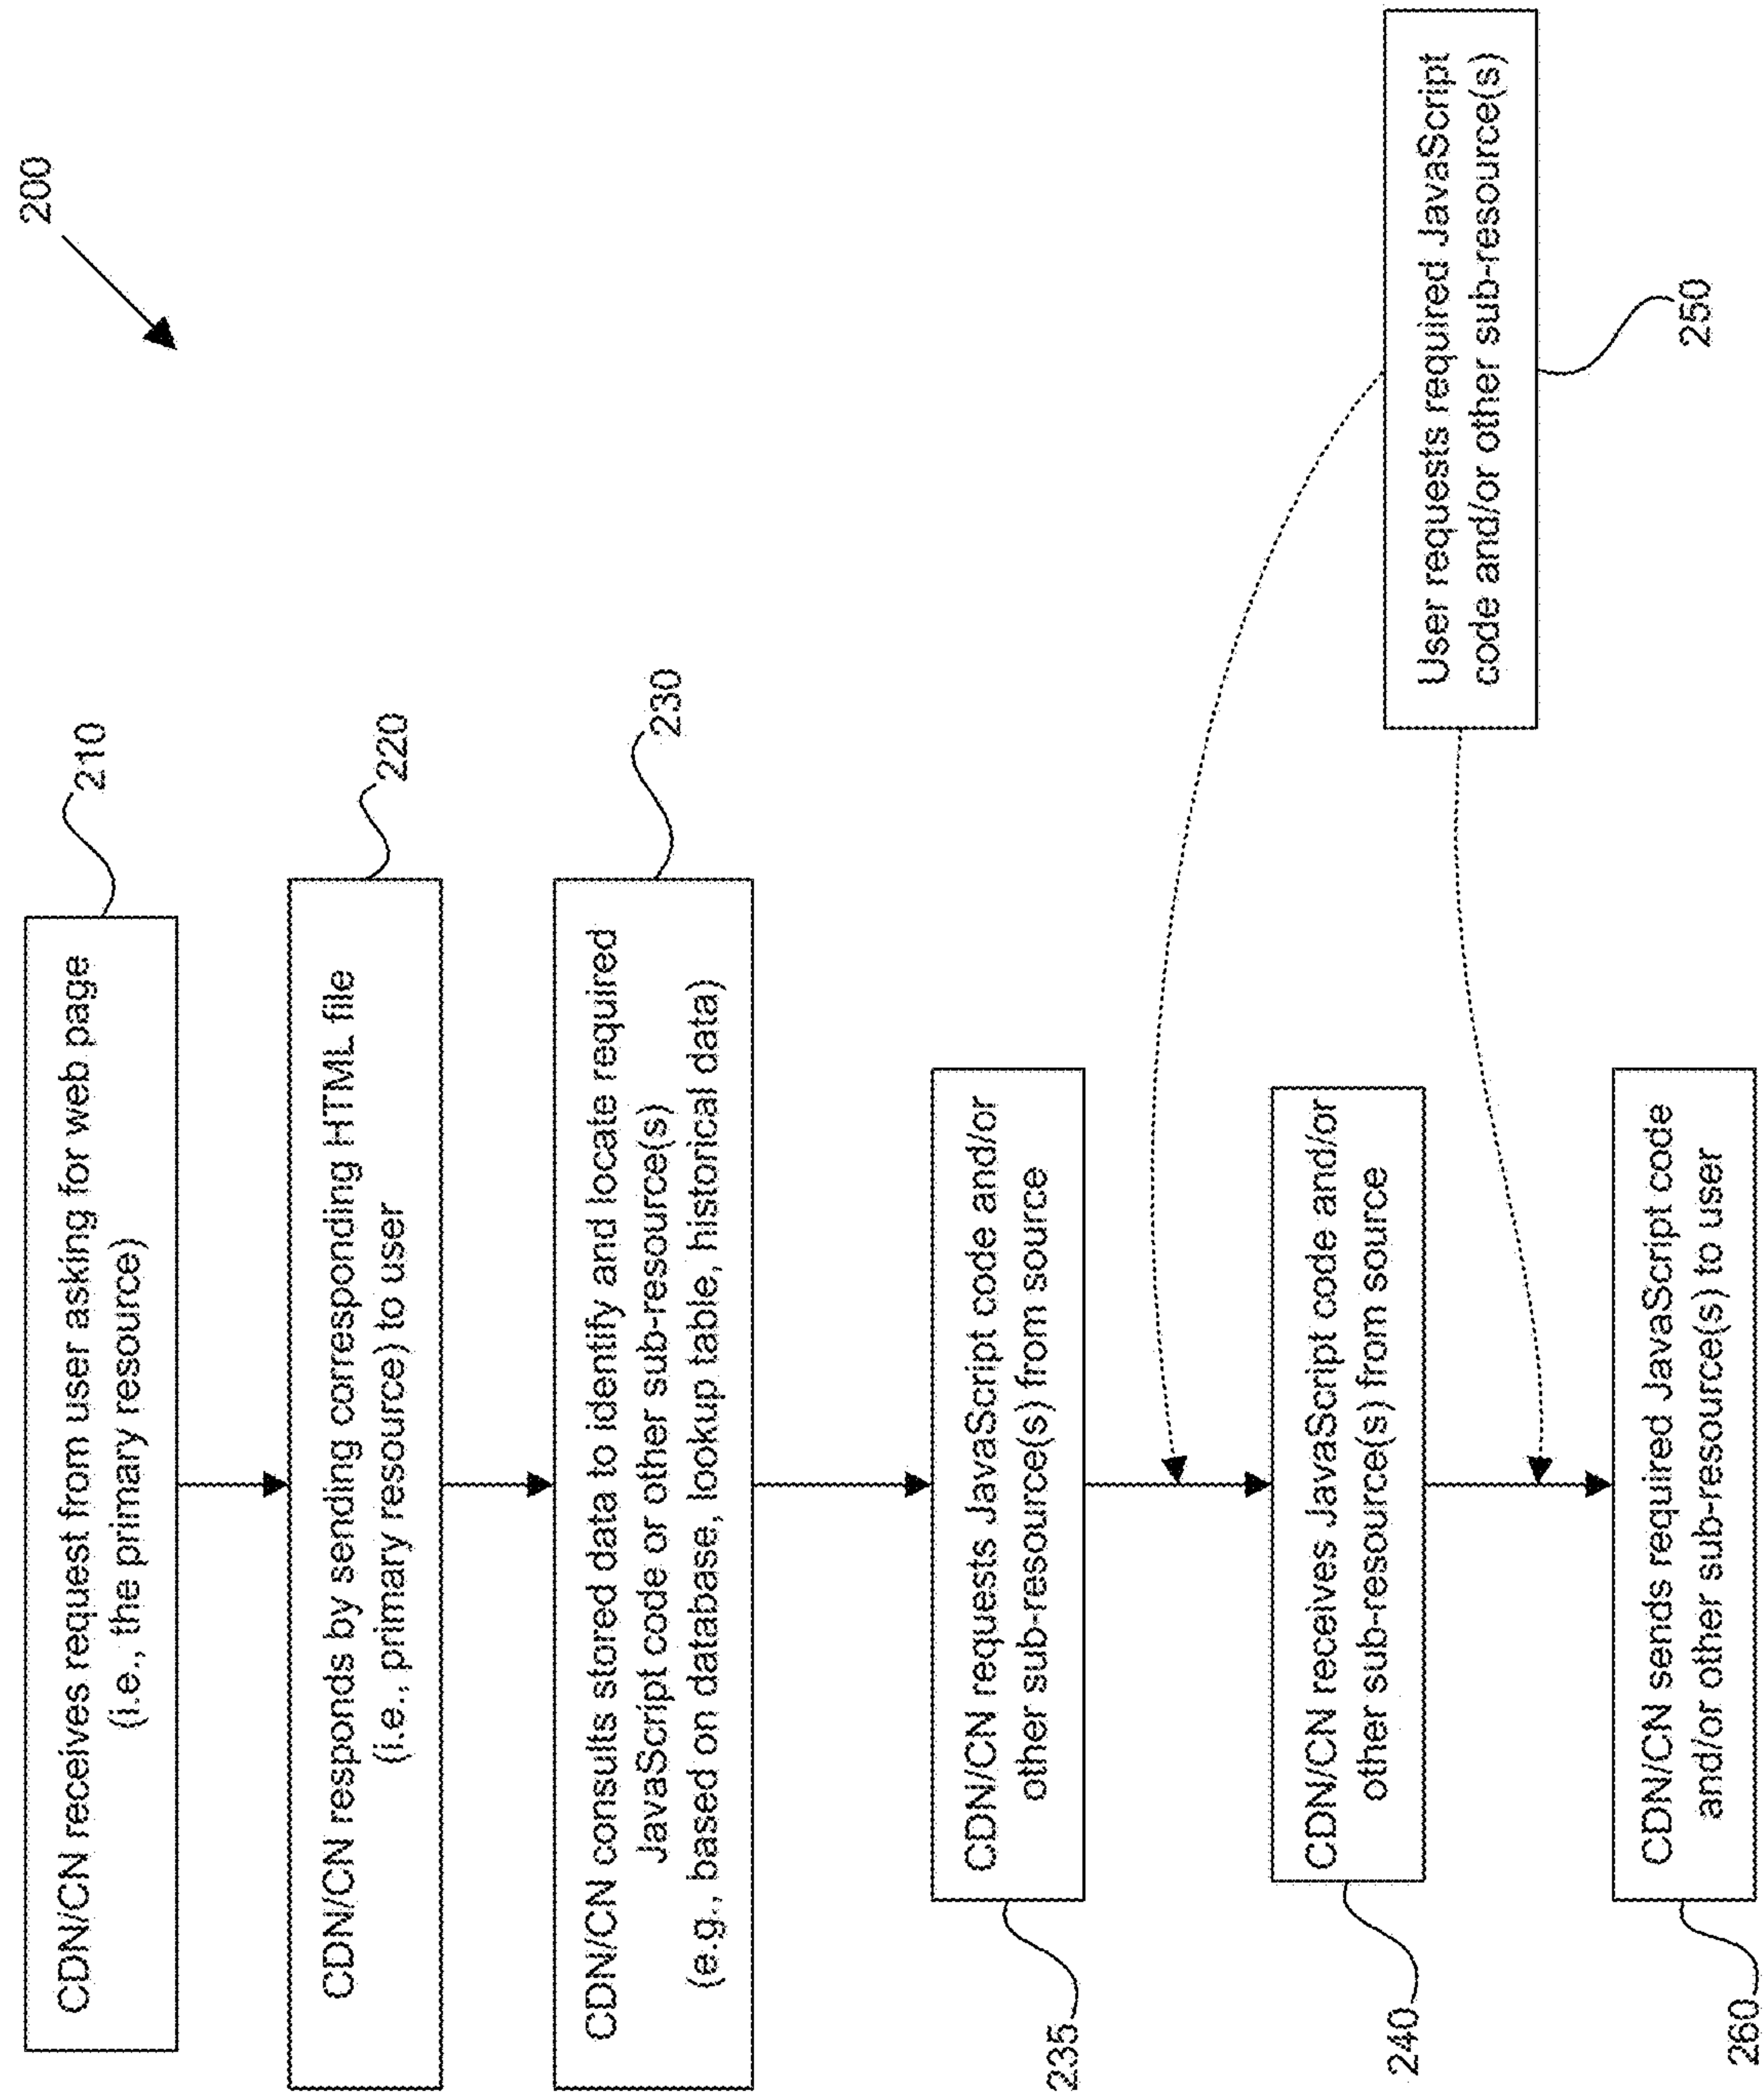 200
CDN/CN receives request from user asking for web page
(i.e., the primary resource)
210
CDN/CN responds by sending corresponding HTML file
(i.e., primary resource) to user
220
CDN/CN consults stored data to identify and locate required
JavaScript code or other sub-resource(s)
(e.g., based on database, lookup table, historical data)
230
CDN/CN requests JavaScript code and/or
other sub-resource(s) from source
235
CDN/CN receives JavaScript code and/or
other sub-resource(s) from source
240
User requests required JavaScript
code and/or other sub-resource(s)
250
CDN/CN sends required JavaScript code
and/or other sub-resource(s) to user
260